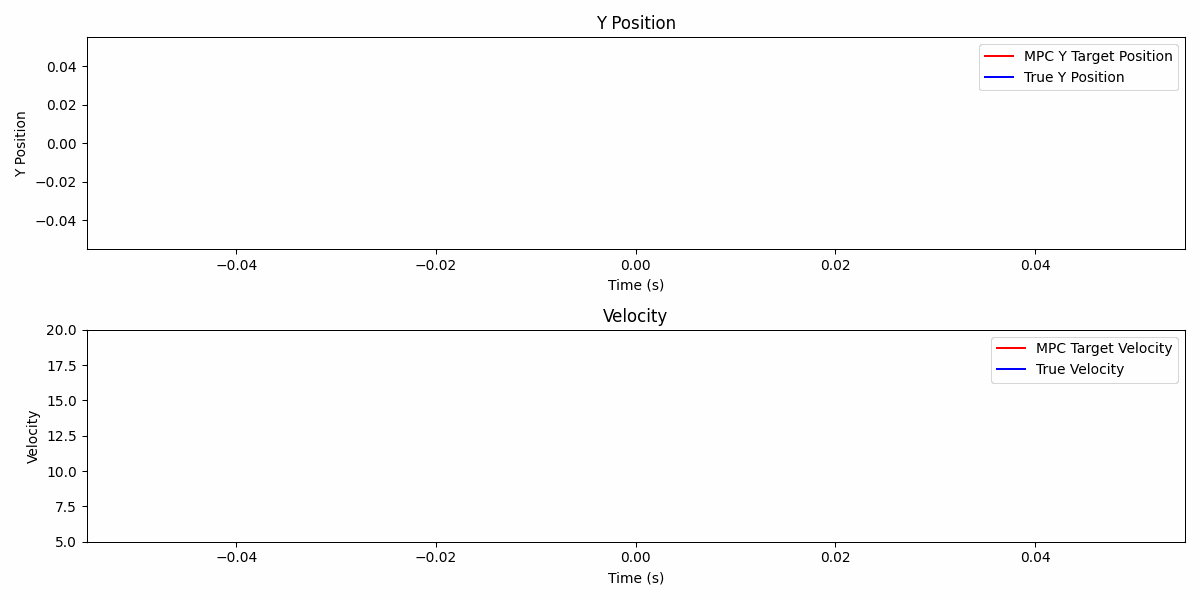 Y Position
MPC Y Target Position
True Y Position
0.04
0.02
0.00
−0.02
−0.04
Y Position
−0.04 −0.02 0.00 0.02 0.04
Time (s)
Velocity
MPC Target Velocity
True Velocity
20.0
17.5
15.0
12.5
10.0
7.5
5.0
Velocity
−0.04 −0.02 0.00 0.02 0.04
Time (s)